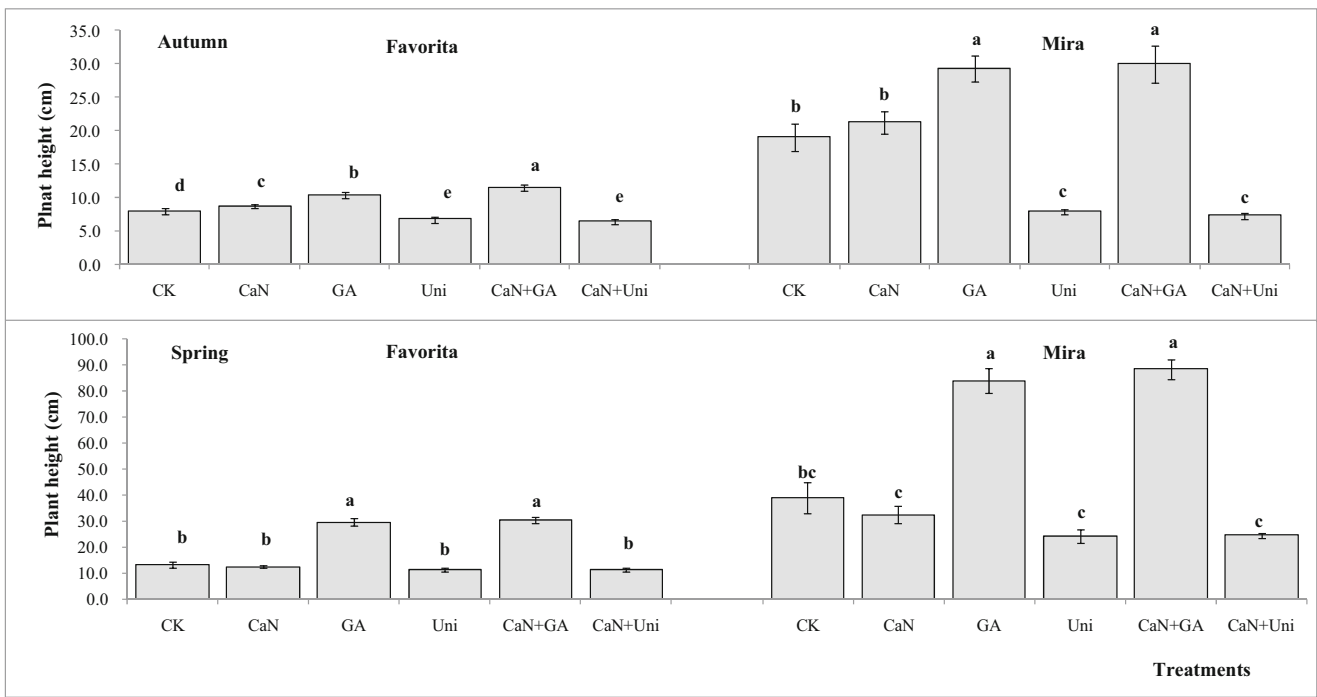 Autumn Favorita Mira
Plnat height (cm)
35.0
30.0
25.0
20.0
15.0
10.0
5.0
0.0
d c b e a e b b a c a c
CK CaN GA Uni CaN+GA CaN+Uni CK CaN GA Uni CaN+GA CaN+Uni
Spring Favorita Mira
Plant height (cm)
100.0
90.0
80.0
70.0
60.0
50.0
40.0
30.0
20.0
10.0
0.0
b b a b a b bc c a c a c
CK CaN GA Uni CaN+GA CaN+Uni CK CaN GA Uni CaN+GA CaN+Uni
Treatments